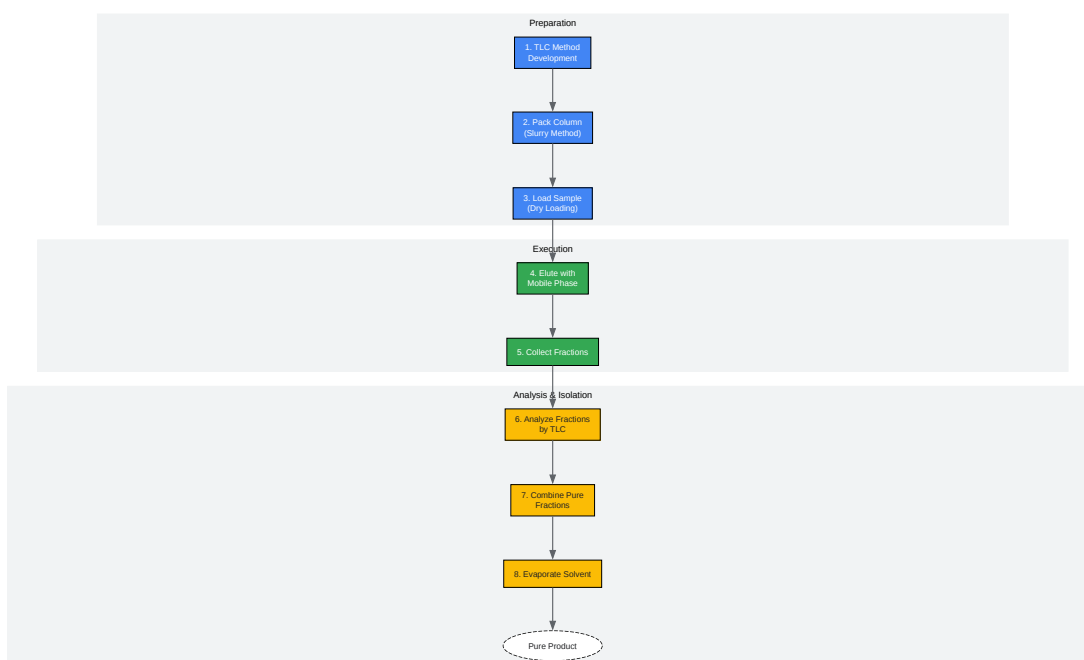 Preparation
1. TLC Method
Development
2. Pack Column
(Slurry Method)
3. Load Sample
(Dry Loading)
Execution
4. Elute with
Mobile Phase
5. Collect Fractions
Analysis & Isolation
6. Analyze Fractions
by TLC
7. Combine Pure
Fractions
8. Evaporate Solvent
Pure Product